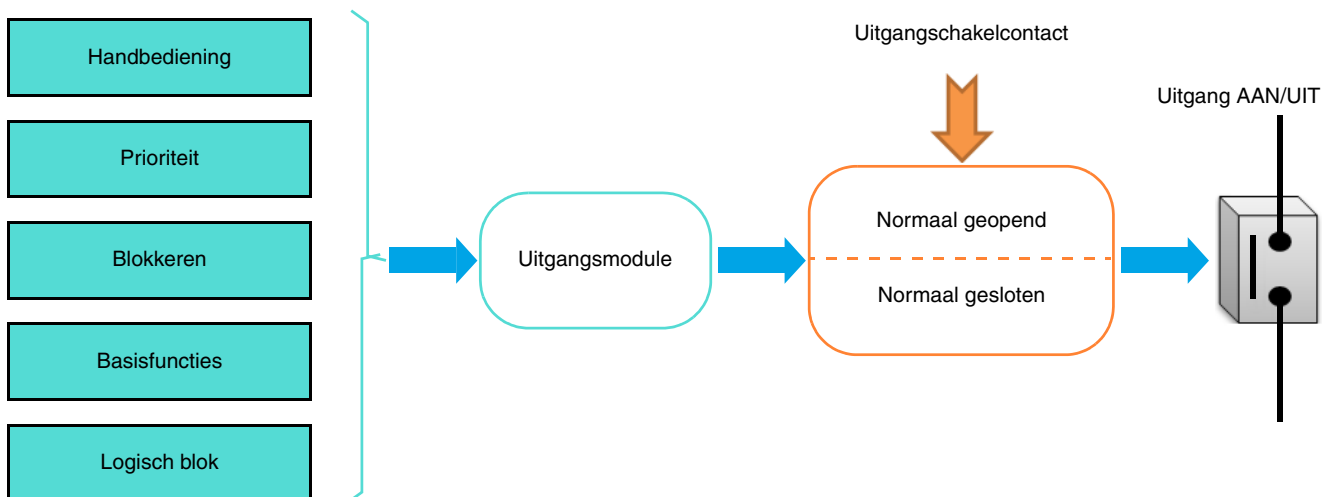 Handbediening
Prioriteit
Blokkeren
Basisfuncties
Logisch blok
Uitgangsmodule
Uitgangschakelcontact
Normaal geopend
Normaal gesloten
Uitgang AAN/UIT